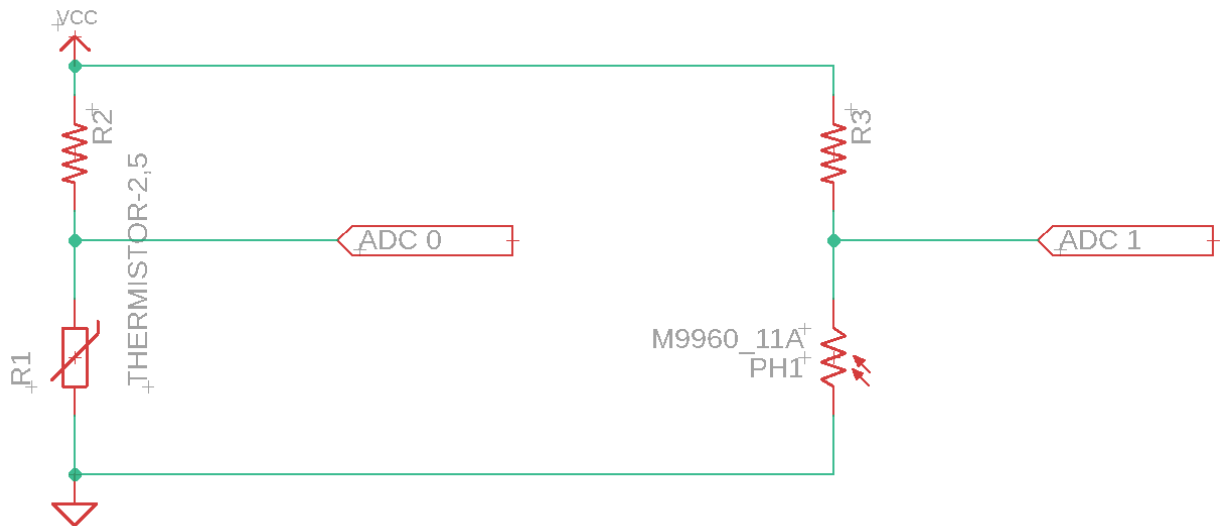 VCC
R2
R3
THERMISTOR-2,5
ADC 0
ADC 1
R1
M9960_11A
PH1